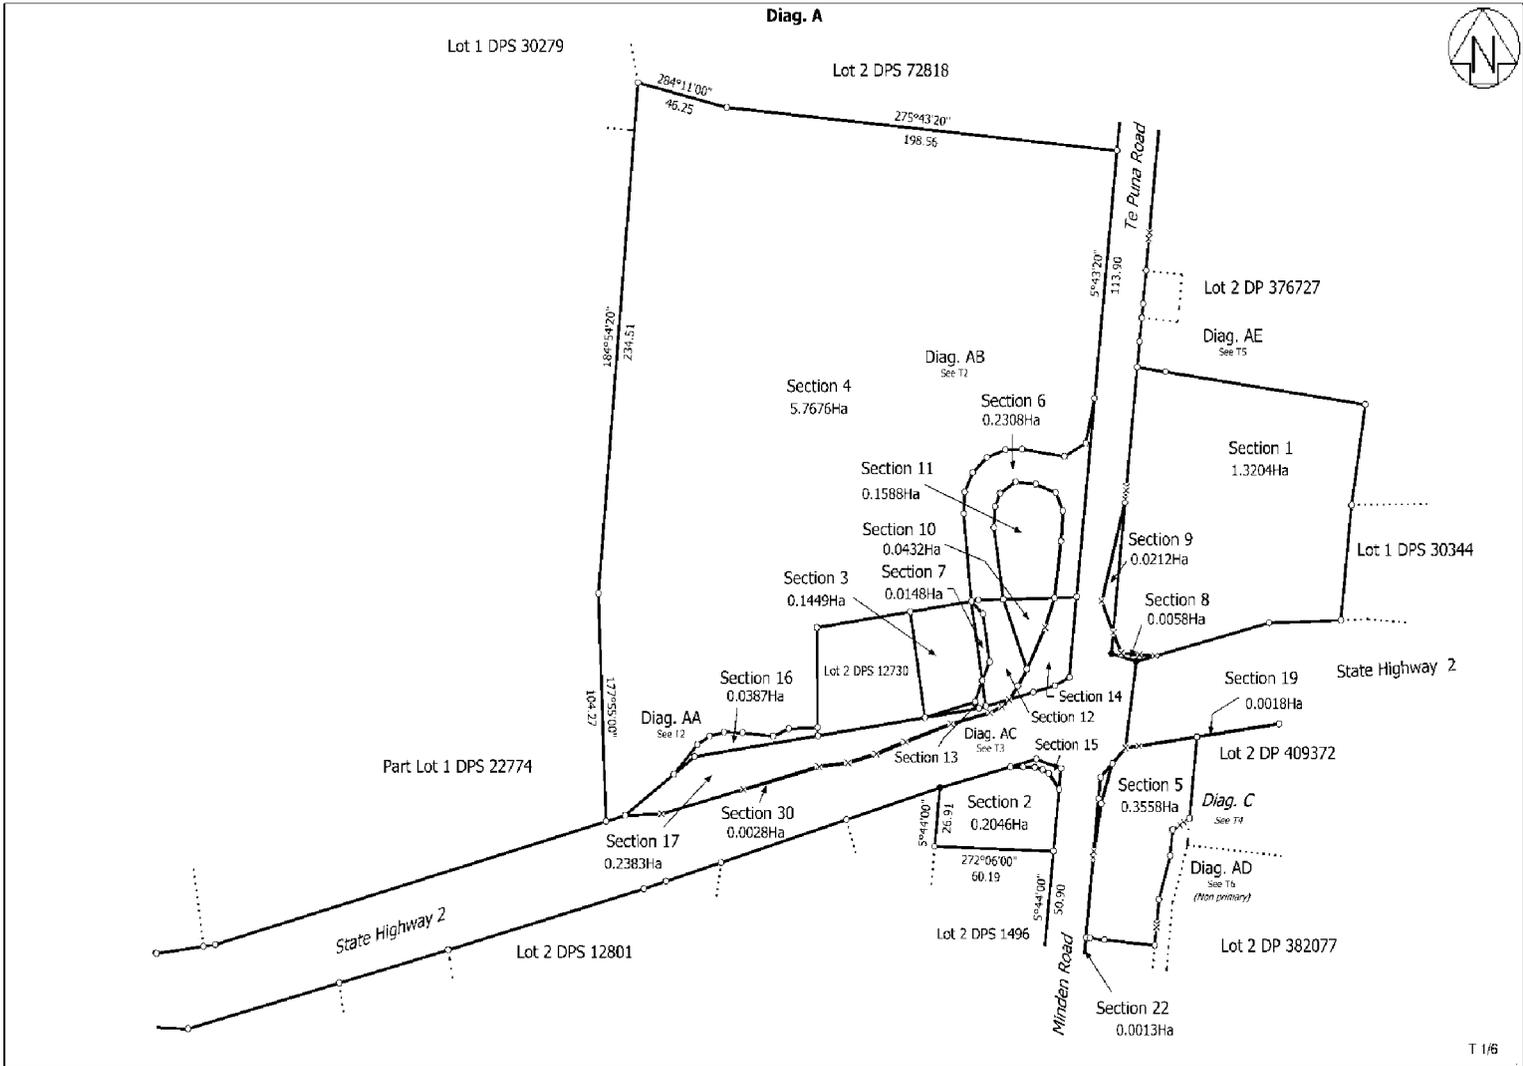 Diag. A
N
Lot 1 DPS 30279
Lot 2 DPS 72818
284°11'00"
46.25
275°43'20"
198.56
Te Puna Road
5°43'20"
113.90
Lot 2 DP 376727
Diag. AE
See T5
184°54'20"
234.51
Diag. AB
See T2
Section 4
5.7676Ha
Section 6
0.2308Ha
Section 1
1.3204Ha
Section 11
0.1588Ha
Section 10
0.0432Ha
Section 9
0.0212Ha
Lot 1 DPS 30344
Section 3
0.1449Ha
Section 7
0.0148Ha
Section 8
0.0058Ha
Lot 2 DPS 12730
State Highway 2
Section 16
0.0387Ha
Section 19
0.0018Ha
177°55'00"
104.27
Section 14
Section 12
Diag. AA
See T2
Diag. AC
See T3
Section 13
Section 15
Lot 2 DP 409372
Part Lot 1 DPS 22774
Section 5
0.3558Ha
Section 2
0.2046Ha
Diag. C
See T4
Section 30
0.0028Ha
5°44'00"
26.91
Section 17
0.2383Ha
272°06'00"
60.19
Diag. AD
See T6
(Non primary)
5°44'00"
50.90
State Highway 2
Lot 2 DPS 1496
Lot 2 DP 382077
Lot 2 DPS 12801
Minden Road
Section 22
0.0013Ha
T 1/6